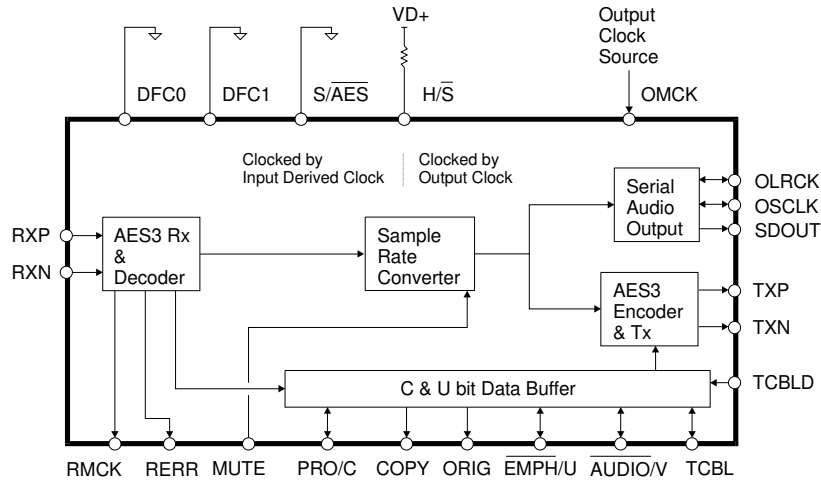 VD+
Output
Clock
Source
DFC0
DFC1
S/AES
H/S
OMCK
Clocked by
Input Derived Clock
Clocked by
Output Clock
Serial
Audio
Output
OLRCK
OSCLK
SDOUT
RXP
RXN
AES3 Rx
&
Decoder
Sample
Rate
Converter
AES3
Encoder
& Tx
TXP
TXN
C & U bit Data Buffer
TCBLD
RMCK
RERR
MUTE
PRO/C
COPY
ORIG
EMPH/U
AUDIO/V
TCBL